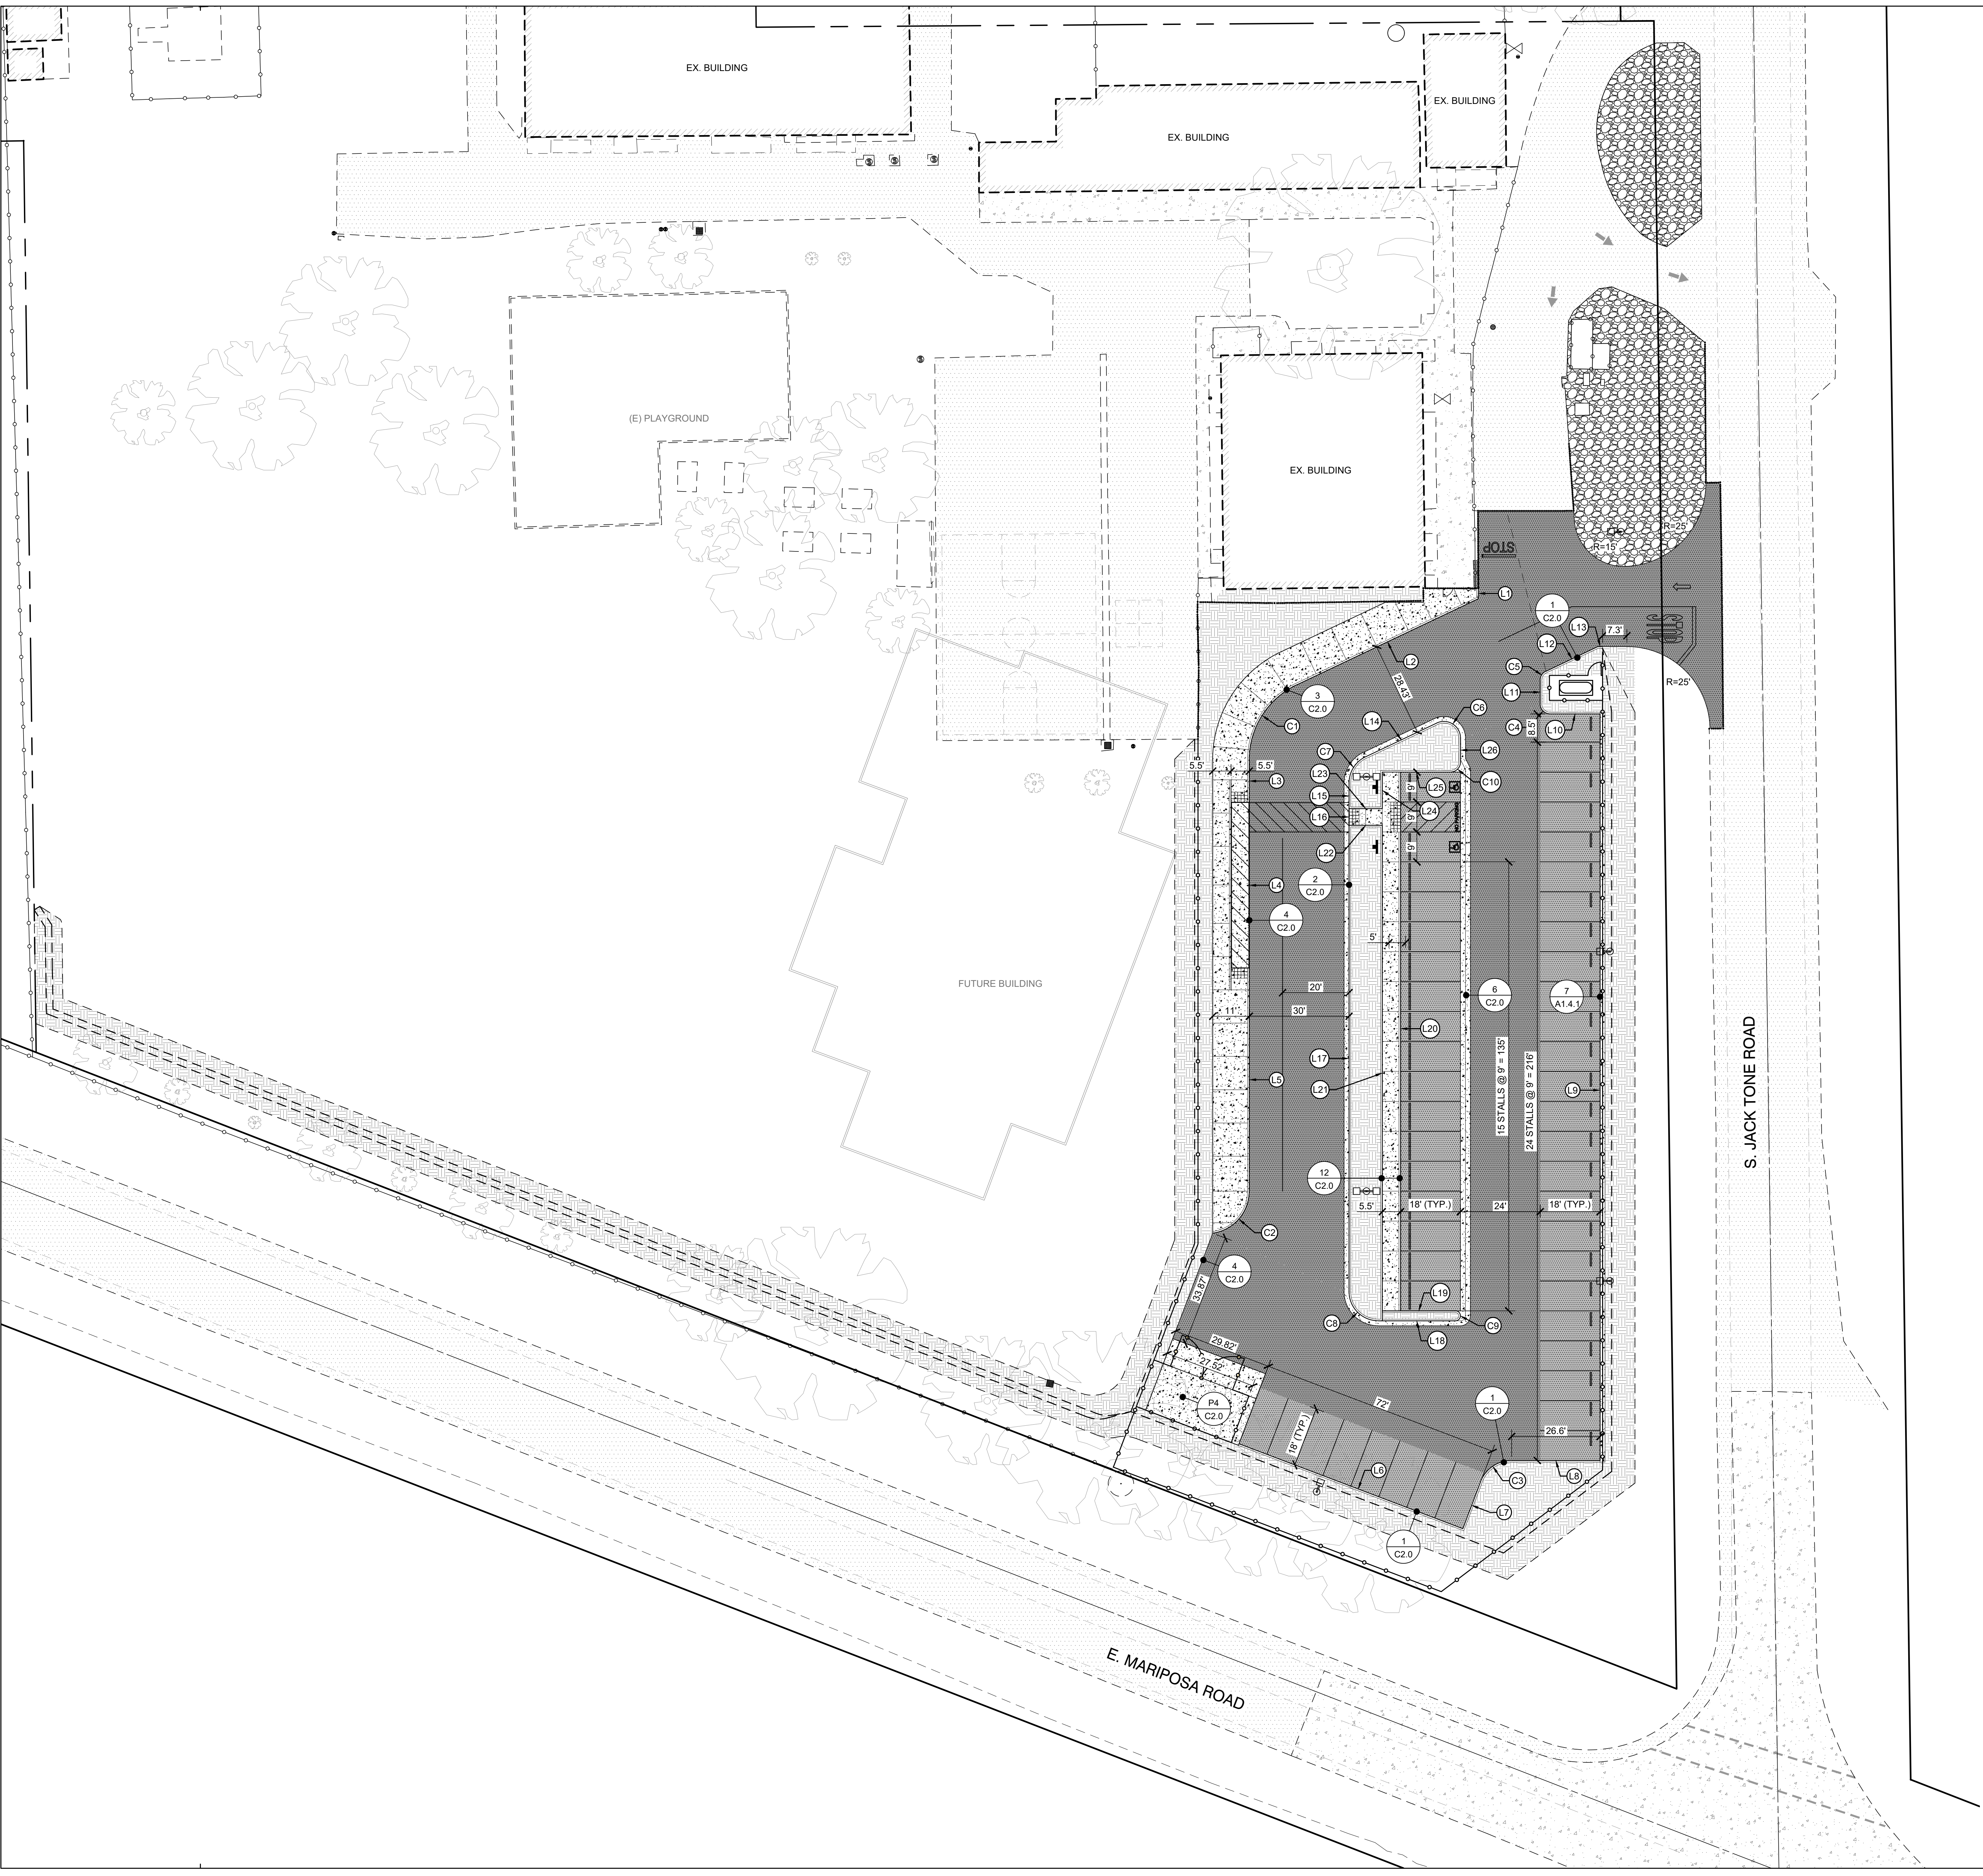 EX. BUILDING
EX. BUILDING
EX. BUILDING
(E) PLAYGROUND
EX. BUILDING
R=25'
R=15'
STOP
L1
1
C2.0
L13
7.3'
STOP
L12
L2
C5
R=25'
28.43'
L11
3
C2.0
C6
C1
L14
C4
8.5'
L10
L26
C7
5.5'
5.5'
L23
L3
C10
L25
9'
L15
L24
L16
9'
L22
9'
2
C2.0
L4
4
C2.0
5'
FUTURE BUILDING
20'
6
C2.0
7
A1.4.1
11'
30'
L20
S. JACK TONE ROAD
L17
15 STALLS @ 9' = 135'
24 STALLS @ 9' = 216'
L5
L21
L9
12
C2.0
5.5'
18' (TYP.)
24'
18' (TYP.)
C2
4
C2.0
33.87'
L19
C8
C9
L18
29.82'
27.52'
P4
C2.0
72'
1
C2.0
18' (TYP.)
26.6'
L6
C3
L8
L7
1
C2.0
E. MARIPOSA ROAD